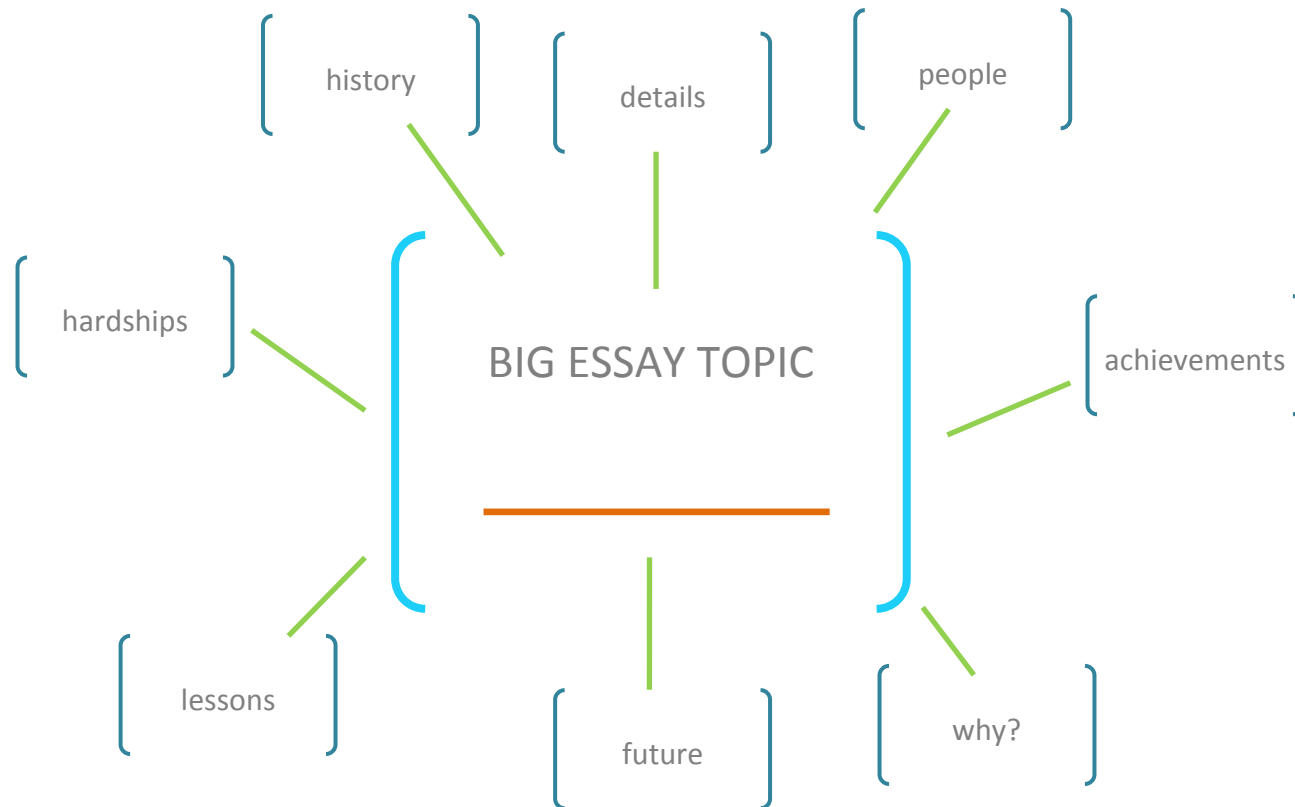 history
details
people
hardships
BIG ESSAY TOPIC
achievements
lessons
future
why?